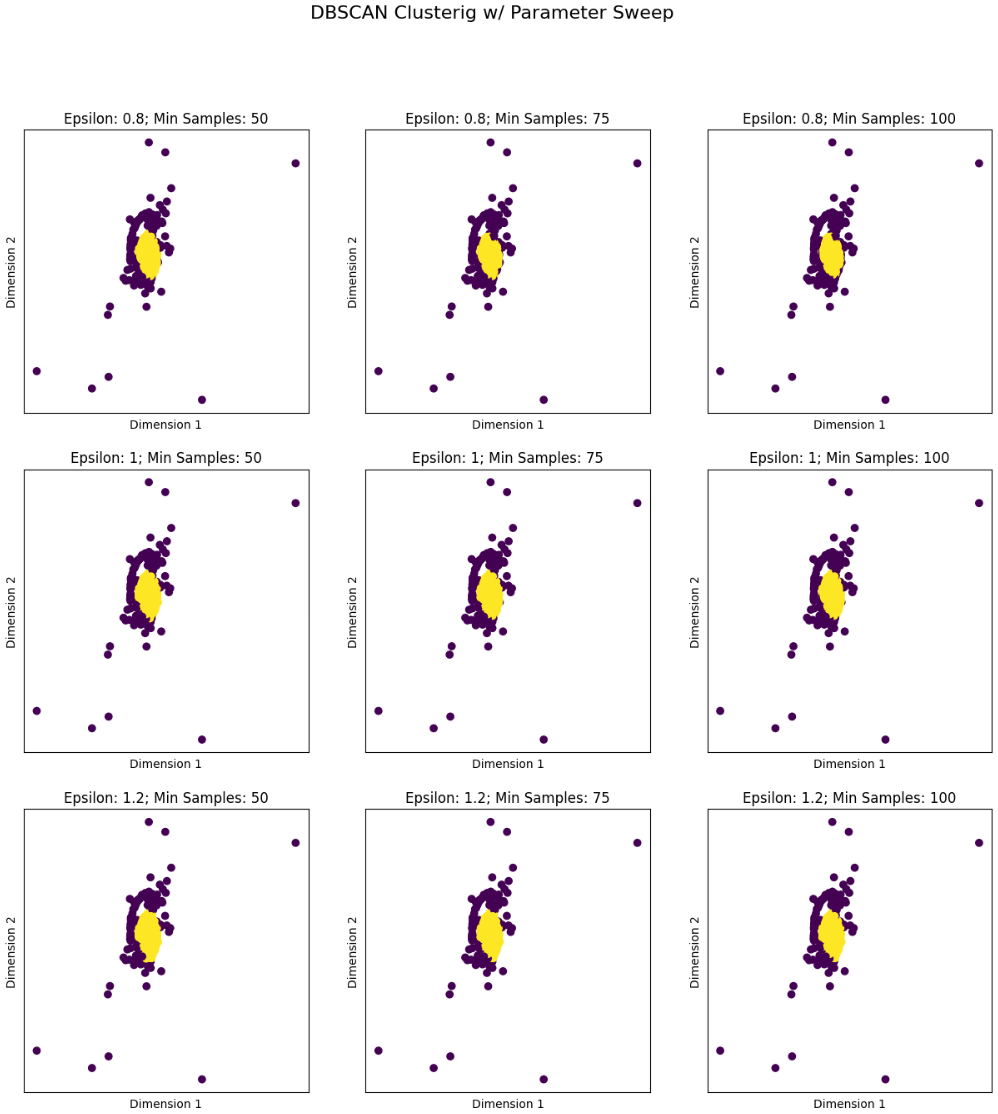 DBSCAN Clusterig w/ Parameter Sweep
Epsilon: 0.8; Min Samples: 50
Epsilon: 0.8; Min Samples: 75
Epsilon: 0.8; Min Samples: 100
Dimension 2
Dimension 2
Dimension 2
Dimension 1
Dimension 1
Dimension 1
Epsilon: 1; Min Samples: 50
Epsilon: 1; Min Samples: 75
Epsilon: 1; Min Samples: 100
Dimension 2
Dimension 2
Dimension 2
Dimension 1
Dimension 1
Dimension 1
Epsilon: 1.2; Min Samples: 50
Epsilon: 1.2; Min Samples: 75
Epsilon: 1.2; Min Samples: 100
Dimension 2
Dimension 2
Dimension 2
Dimension 1
Dimension 1
Dimension 1